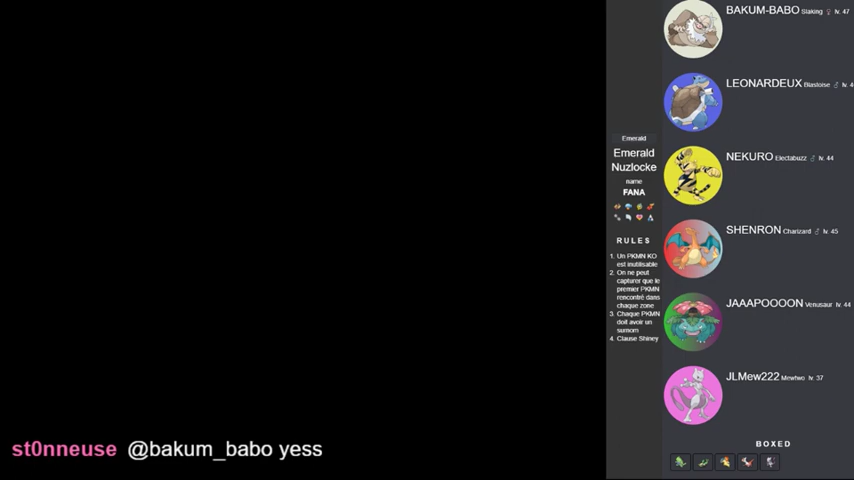 BAKUM-BABO Slaking ♀ lv. 47
LEONARDEUX Blastoise ♂ lv. 4
Emerald
Emerald
Nuzlocke
name
FANA
NEKURO Electabuzz ♂ lv. 44
RULES
1. Un PKMN KO
est inutilisable
2. On ne peut
capturer que le
premier PKMN
rencontré dans
chaque zone
3. Chaque PKMN
doit avoir un
surnom
4. Clause Shiney
SHENRON Charizard ♂ lv. 45
JAAAPOOOON Venusaur lv. 44
JLMew222 Mewtwo lv. 37
BOXED
st0nneuse @bakum_babo yess